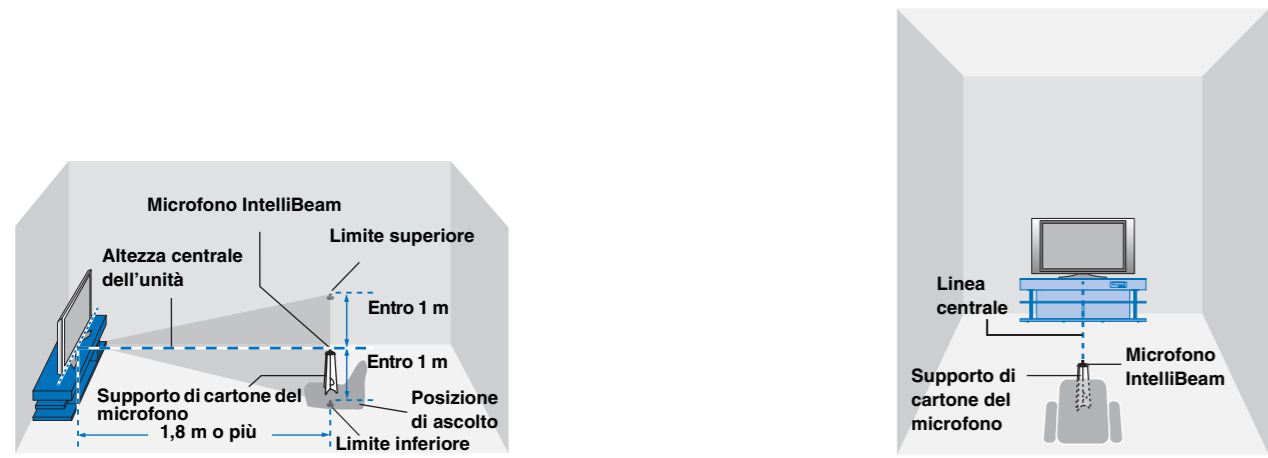 Microfono IntelliBeam
Limite superiore
Altezza centrale
dell'unità
Entro 1 m
Entro 1 m
Supporto di cartone del
microfono
Posizione
di ascolto
1,8 m o più
Limite inferiore
Linea
centrale
Microfono
IntelliBeam
Supporto di
cartone del
microfono